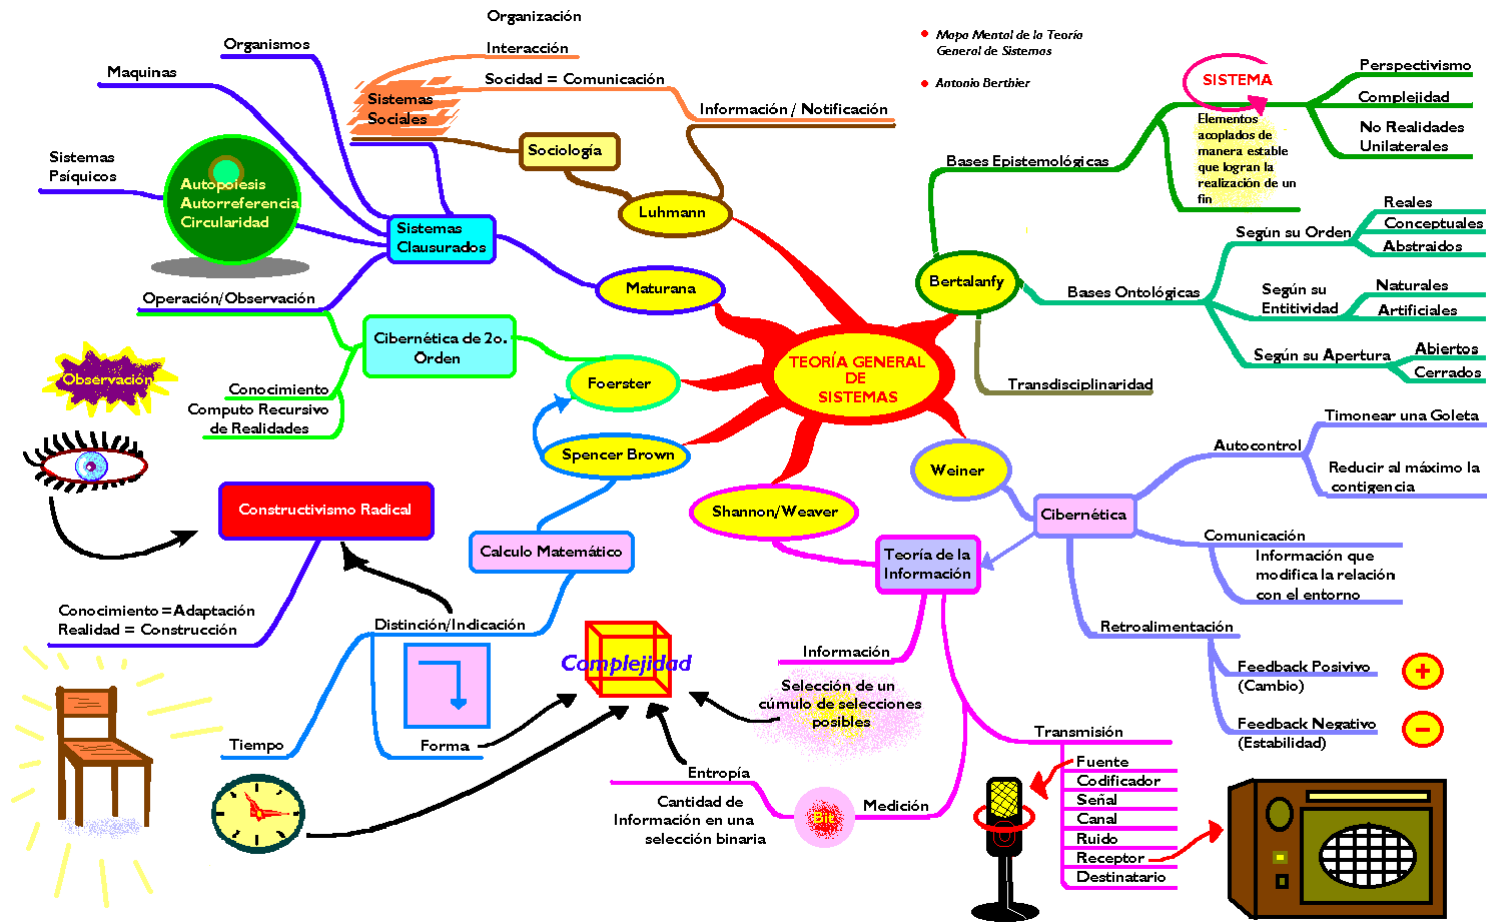 Organización
Interacción
Socidad = Comunicación
Información / Notificación
Organismos
Maquinas
Sistemas
Sociales
Sociología
Luhmann
Sistemas
Psíquicos
Autopoiesis
Autorreferencia
Circularidad
Sistemas
Clausurados
Maturana
Operación/Observación
Cibernética de 2o.
Orden
Foerster
Observación
Conocimiento
Computo Recursivo
de Realidades
Spencer Brown
Constructivismo Radical
Calculo Matemático
Conocimiento = Adaptación
Realidad = Construcción
Distinción/Indicación
Tiempo
Forma
Complejidad
TEORÍA GENERAL
DE
SISTEMAS
Mapa Mental de la Teoría
General de Sistemas
Antonio Berthier
SISTEMA
Elementos
acoplados de
manera estable
que logran la
realización de un
fin
Perspectivismo
Complejidad
No Realidades
Unilaterales
Bases Epistemológicas
Bertalanfy
Bases Ontológicas
Según su Orden
Reales
Conceptuales
Abstraidos
Según su
Entitividad
Naturales
Artificiales
Según su Apertura
Abiertos
Cerrados
Transdisciplinaridad
Weiner
Cibernética
Autocontrol
Timonear una Goleta
Reducir al máximo la
contigencia
Comunicación
Información que
modifica la relación
con el entorno
Retroalimentación
Feedback Posivivo
(Cambio)
+
Feedback Negativo
(Estabilidad)
−
Shannon/Weaver
Teoría de la
Información
Información
Selección de un
cúmulo de selecciones
posibles
Entropía
Cantidad de
Información en una
selección binaria
Bit
Medición
Transmisión
Fuente
Codificador
Señal
Canal
Ruido
Receptor
Destinatario